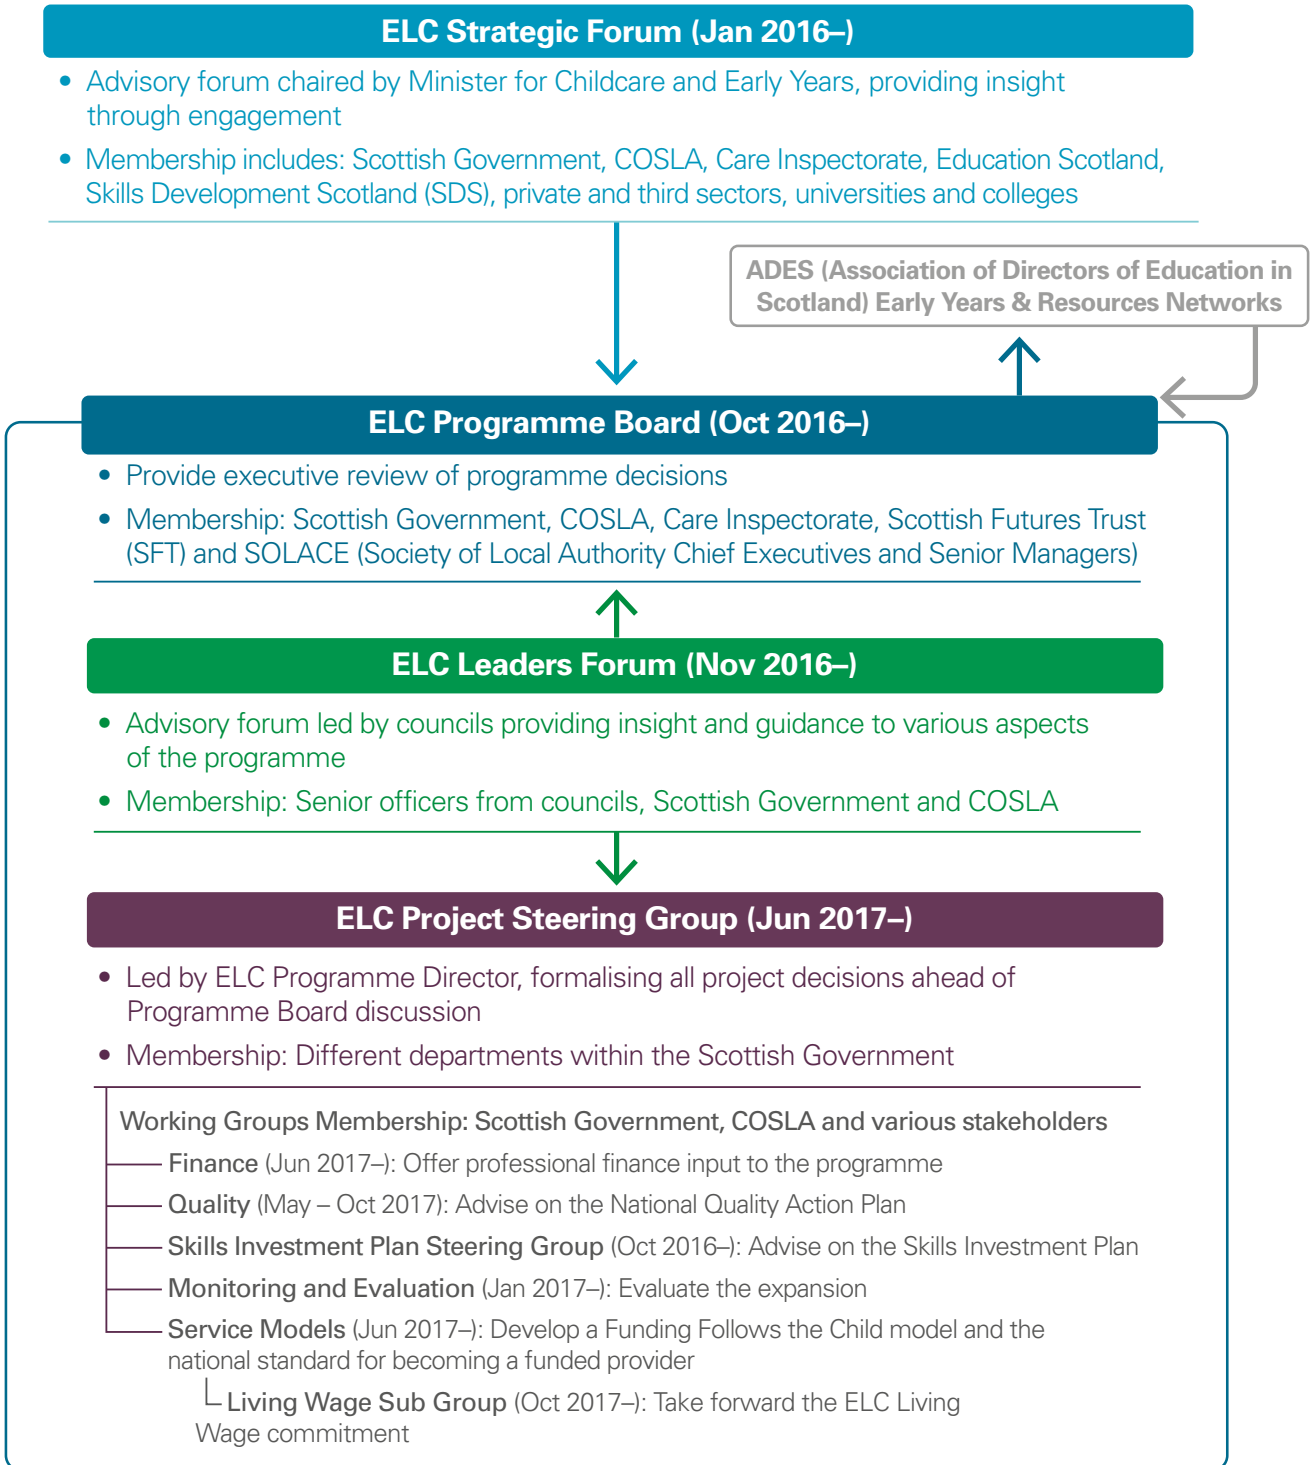 ELC Strategic Forum (Jan 2016–)
• Advisory forum chaired by Minister for Childcare and Early Years, providing insight
through engagement
• Membership includes: Scottish Government, COSLA, Care Inspectorate, Education Scotland,
Skills Development Scotland (SDS), private and third sectors, universities and colleges
ADES (Association of Directors of Education in
Scotland) Early Years & Resources Networks
ELC Programme Board (Oct 2016–)
• Provide executive review of programme decisions
• Membership: Scottish Government, COSLA, Care Inspectorate, Scottish Futures Trust
(SFT) and SOLACE (Society of Local Authority Chief Executives and Senior Managers)
ELC Leaders Forum (Nov 2016–)
• Advisory forum led by councils providing insight and guidance to various aspects
of the programme
• Membership: Senior officers from councils, Scottish Government and COSLA
ELC Project Steering Group (Jun 2017–)
• Led by ELC Programme Director, formalising all project decisions ahead of
Programme Board discussion
• Membership: Different departments within the Scottish Government
Working Groups Membership: Scottish Government, COSLA and various stakeholders
Finance (Jun 2017–): Offer professional finance input to the programme
Quality (May – Oct 2017): Advise on the National Quality Action Plan
Skills Investment Plan Steering Group (Oct 2016–): Advise on the Skills Investment Plan
Monitoring and Evaluation (Jan 2017–): Evaluate the expansion
Service Models (Jun 2017–): Develop a Funding Follows the Child model and the
national standard for becoming a funded provider
Living Wage Sub Group (Oct 2017–): Take forward the ELC Living
Wage commitment